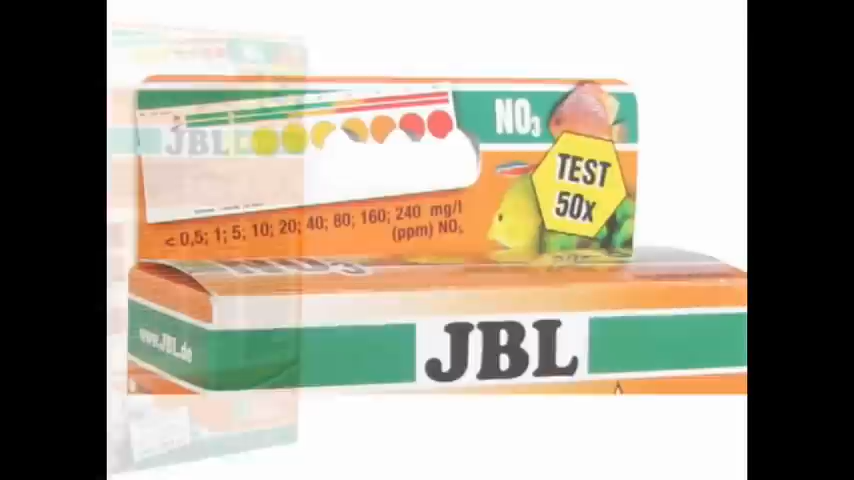 NO₃
JBL
TEST
50x
< 0,5; 1; 5; 10; 20; 40; 80; 160; 240 mg/l
(ppm) NO₃
NO₃
www.JBL.de
JBL